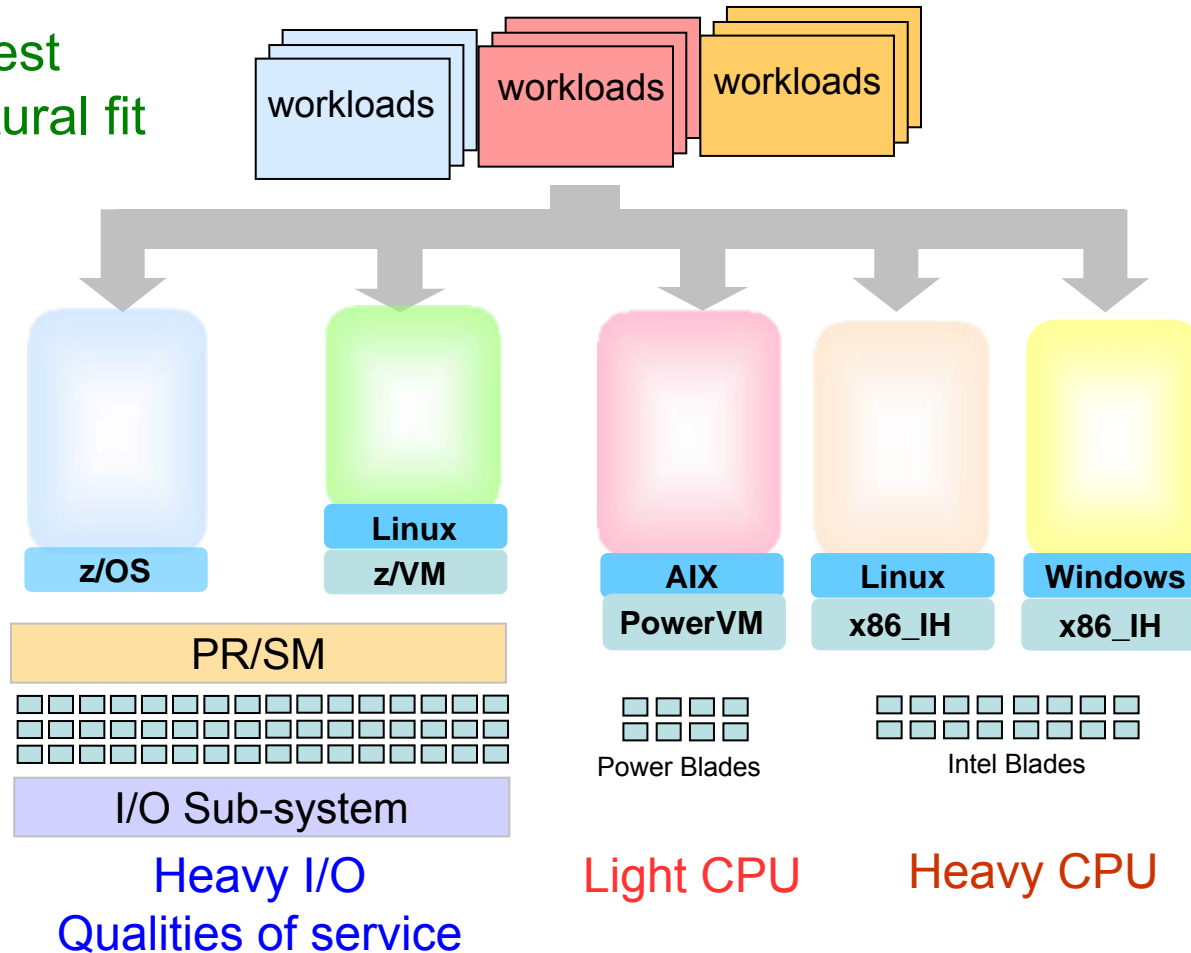 est
tural fit
workloads
workloads
workloads
z/OS
Linux
z/VM
AIX
PowerVM
Linux
x86_IH
Windows
x86_IH
PR/SM
I/O Sub-system
Power Blades
Intel Blades
Heavy I/O
Qualities of service
Light CPU
Heavy CPU